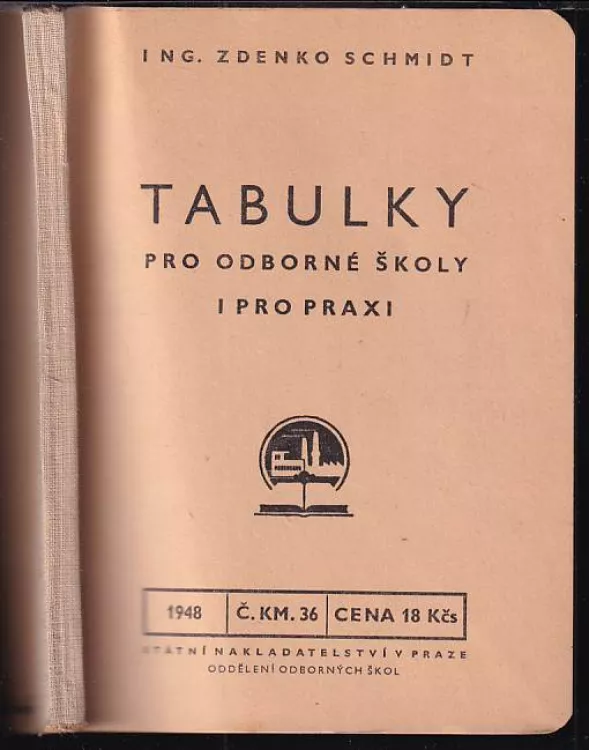 ING. ZDENKO SCHMIDT
TABULKY
PRO ODBORNÉ ŠKOLY
I PRO PRAXI
1948 Č. KM. 36 CENA 18 Kčs
STÁTNÍ NAKLADATELSTVÍ V PRAZE
ODDĚLENÍ ODBORNÝCH ŠKOL